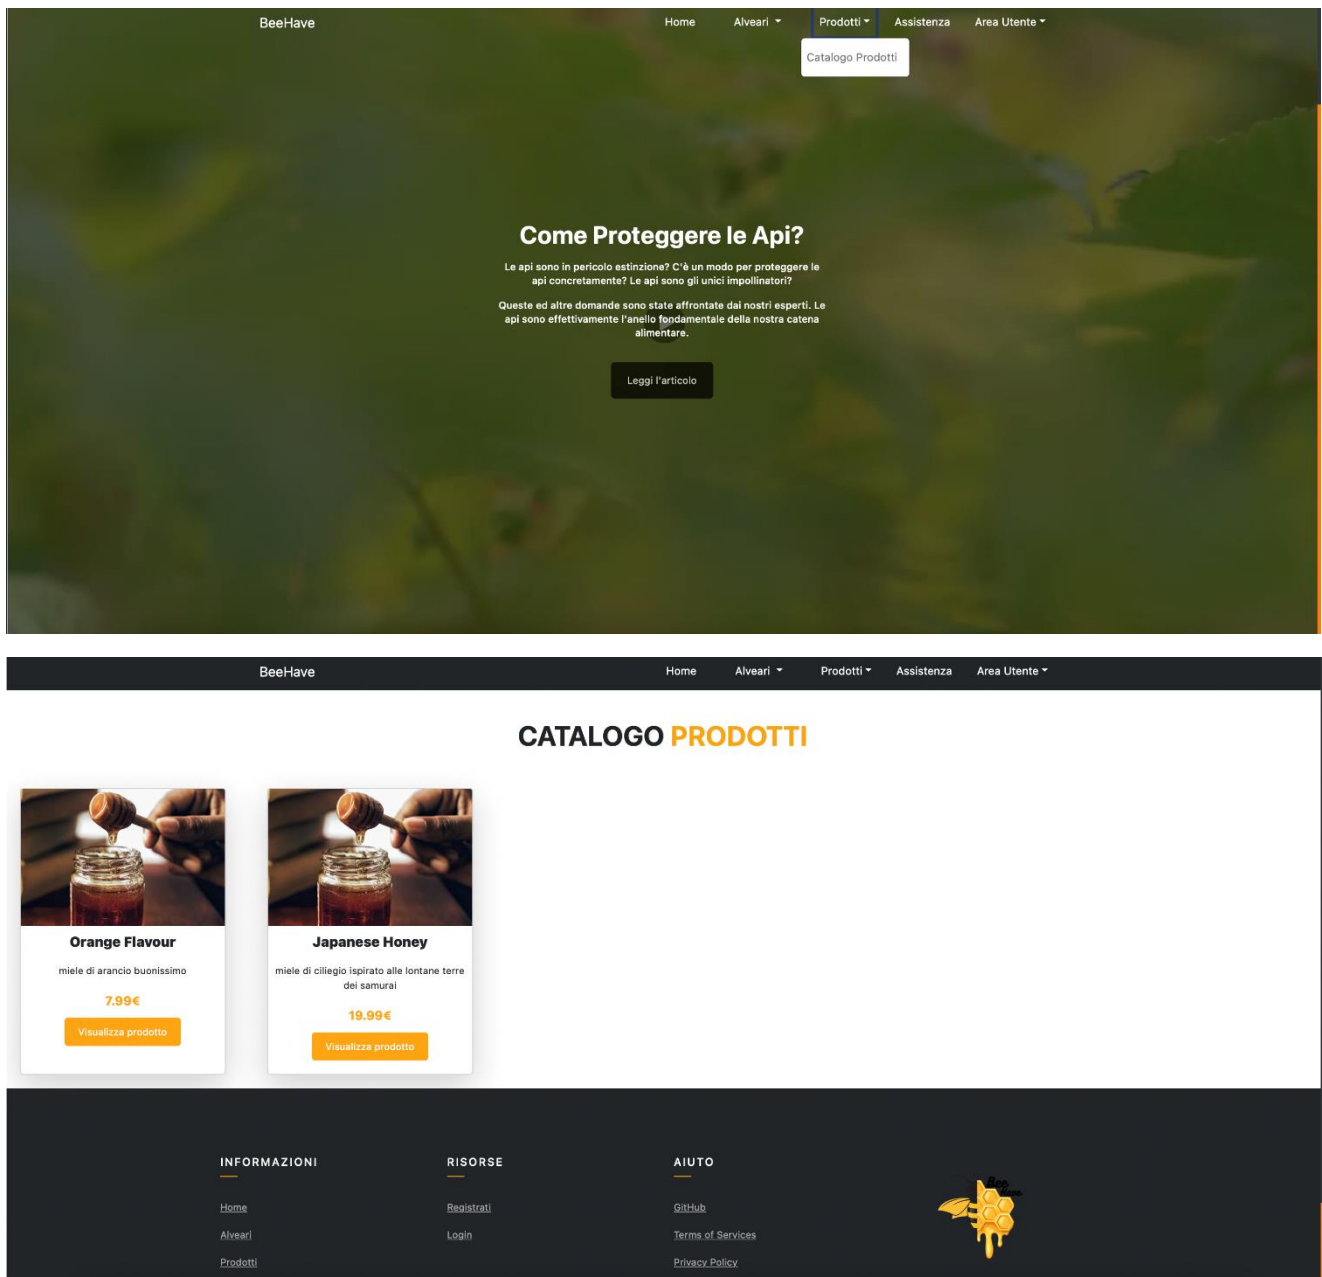 BeeHave
Home Alveari Prodotti Assistenza Area Utente
Catalogo Prodotti
Come Proteggere le Api?
Le api sono in pericolo estinzione? C'è un modo per proteggere le
api concretamente? Le api sono gli unici impollinatori?
Queste ed altre domande sono state affrontate dai nostri esperti. Le
api sono effettivamente l'anello fondamentale della nostra catena
alimentare.
Leggi l'articolo
BeeHave
Home Alveari Prodotti Assistenza Area Utente
CATALOGO PRODOTTI
Orange Flavour
miele di arancio buonissimo
7.99€
Visualizza prodotto
Japanese Honey
miele di ciliegio ispirato alle lontane terre
dei samurai
19.99€
Visualizza prodotto
INFORMAZIONI
Home
Alveari
Prodotti
RISORSE
Registrati
Login
AIUTO
GitHub
Terms of Services
Privacy Policy
Bee
Have